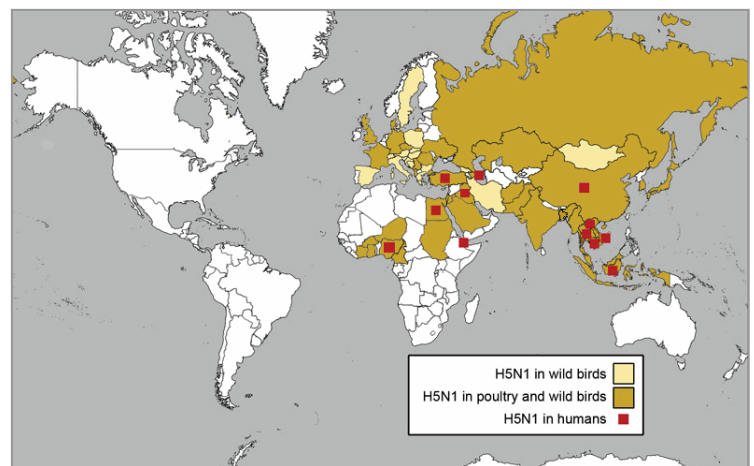 H5N1 in wild birds
H5N1 in poultry and wild birds
H5N1 in humans